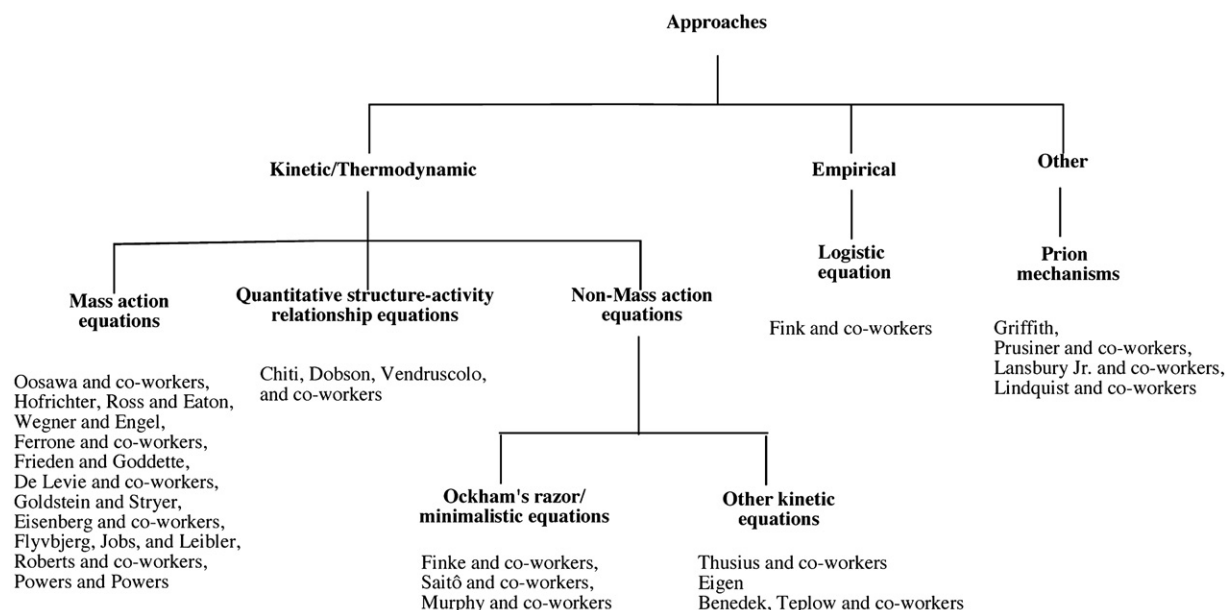 Approaches
Kinetic/Thermodynamic
Empirical
Other
Mass action
equations
Quantitative structure-activity
relationship equations
Non-Mass action
equations
Logistic
equation
Prion
mechanisms
Oosawa and co-workers,
Hofrichter, Ross and Eaton,
Wegner and Engel,
Ferrone and co-workers,
Frieden and Goddette,
De Levie and co-workers,
Goldstein and Stryer,
Eisenberg and co-workers,
Flyvbjerg, Jobs, and Leibler,
Roberts and co-workers,
Powers and Powers
Chiti, Dobson, Vendruscolo,
and co-workers
Fink and co-workers
Griffith,
Prusiner and co-workers,
Lansbury Jr. and co-workers,
Lindquist and co-workers
Ockham's razor/
minimalistic equations
Other kinetic
equations
Finke and co-workers,
Saitô and co-workers,
Murphy and co-workers
Thusius and co-workers
Eigen
Benedek, Teplow and co-workers